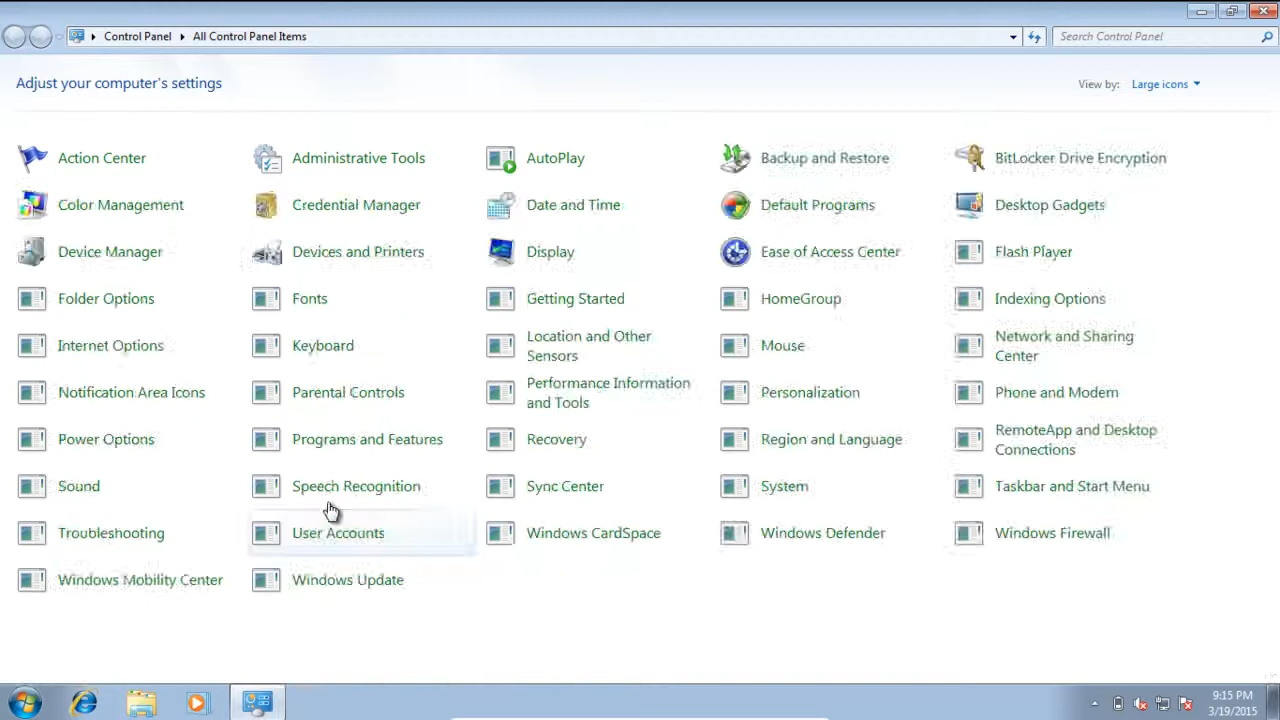 Control Panel All Control Panel Items Search Control Panel
Adjust your computer's settings View by: Large icons
Action Center Administrative Tools AutoPlay Backup and Restore BitLocker Drive Encryption
Color Management Credential Manager Date and Time Default Programs Desktop Gadgets
Device Manager Devices and Printers Display Ease of Access Center Flash Player
Folder Options Fonts Getting Started HomeGroup Indexing Options
Internet Options Keyboard Location and Other Sensors Mouse Network and Sharing Center
Notification Area Icons Parental Controls Performance Information and Tools Personalization Phone and Modem
Power Options Programs and Features Recovery Region and Language RemoteApp and Desktop Connections
Sound Speech Recognition Sync Center System Taskbar and Start Menu
Troubleshooting User Accounts Windows CardSpace Windows Defender Windows Firewall
Windows Mobility Center Windows Update
9:15 PM
3/19/2015